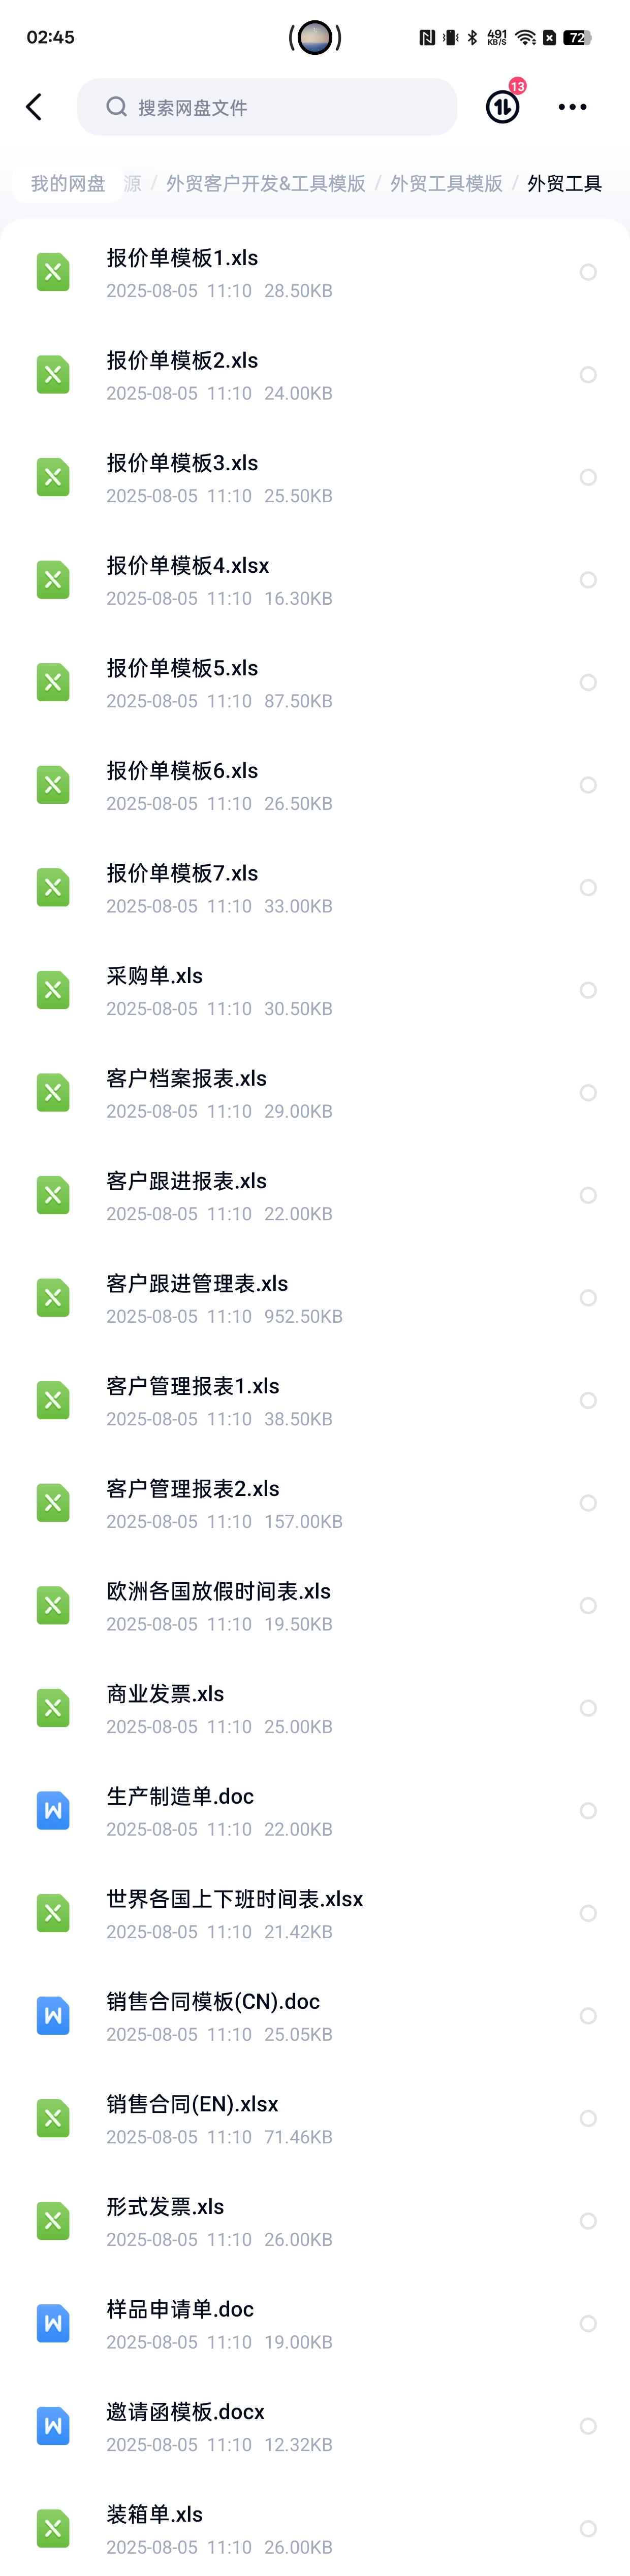 02:45
491
KB/S
72
搜索网盘文件
13
我的网盘 源 / 外贸客户开发&工具模版 / 外贸工具模版 / 外贸工具
报价单模板1.xls
2025-08-05 11:10 28.50KB
报价单模板2.xls
2025-08-05 11:10 24.00KB
报价单模板3.xls
2025-08-05 11:10 25.50KB
报价单模板4.xlsx
2025-08-05 11:10 16.30KB
报价单模板5.xls
2025-08-05 11:10 87.50KB
报价单模板6.xls
2025-08-05 11:10 26.50KB
报价单模板7.xls
2025-08-05 11:10 33.00KB
采购单.xls
2025-08-05 11:10 30.50KB
客户档案报表.xls
2025-08-05 11:10 29.00KB
客户跟进报表.xls
2025-08-05 11:10 22.00KB
客户跟进管理表.xls
2025-08-05 11:10 952.50KB
客户管理报表1.xls
2025-08-05 11:10 38.50KB
客户管理报表2.xls
2025-08-05 11:10 157.00KB
欧洲各国放假时间表.xls
2025-08-05 11:10 19.50KB
商业发票.xls
2025-08-05 11:10 25.00KB
生产制造单.doc
2025-08-05 11:10 22.00KB
世界各国上下班时间表.xlsx
2025-08-05 11:10 21.42KB
销售合同模板(CN).doc
2025-08-05 11:10 25.05KB
销售合同(EN).xlsx
2025-08-05 11:10 71.46KB
形式发票.xls
2025-08-05 11:10 26.00KB
样品申请单.doc
2025-08-05 11:10 19.00KB
邀请函模板.docx
2025-08-05 11:10 12.32KB
装箱单.xls
2025-08-05 11:10 26.00KB